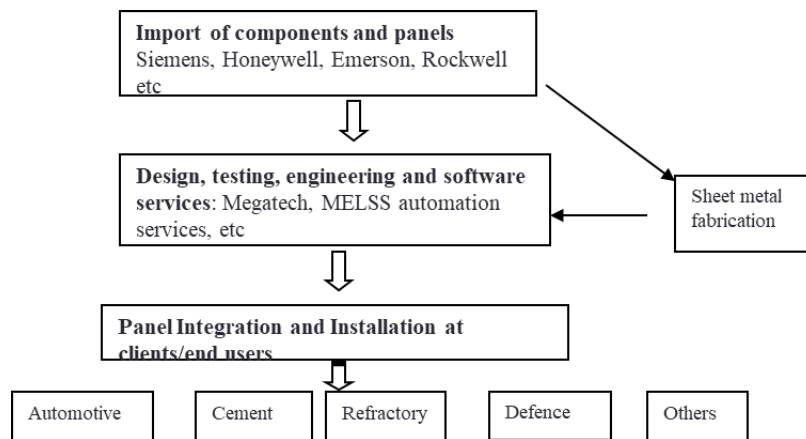 Import of components and panels
Siemens, Honeywell, Emerson, Rockwell
etc
Design, testing, engineering and software
services: Megatech, MELSS automation
services, etc
Sheet metal
fabrication
Panel Integration and Installation at
clients/end users
Automotive
Cement
Refractory
Defence
Others